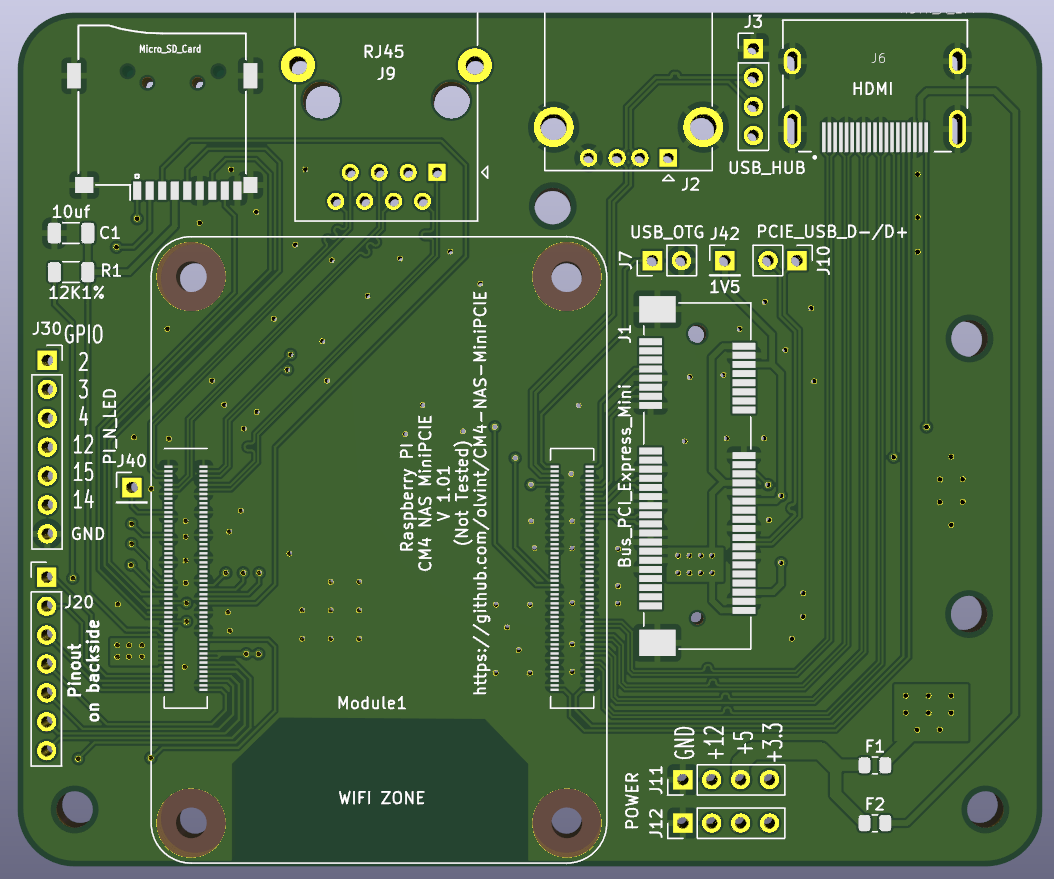 J3
Micro_SD_Card
RJ45
J9
J6
HDMI
USB_HUB
J2
10uf
C1
R1
12K1%
USB_OTG
J42
PCIE_USB_D-/D+
J7
J10
1V5
J30
GPIO
2
3
4
12
15
14
GND
PI_N_LED
J40
J1
Bus_PCI_Express_Mini
Raspberry PI
CM4 NAS MiniPCIE
V 1.01
(Not Tested)
https://github.com/olvint/CM4-NAS-MiniPCIE
J20
Pinout
on backside
Module1
WIFI ZONE
GND
+12
+5
+3.3
POWER
J11
J12
F1
F2